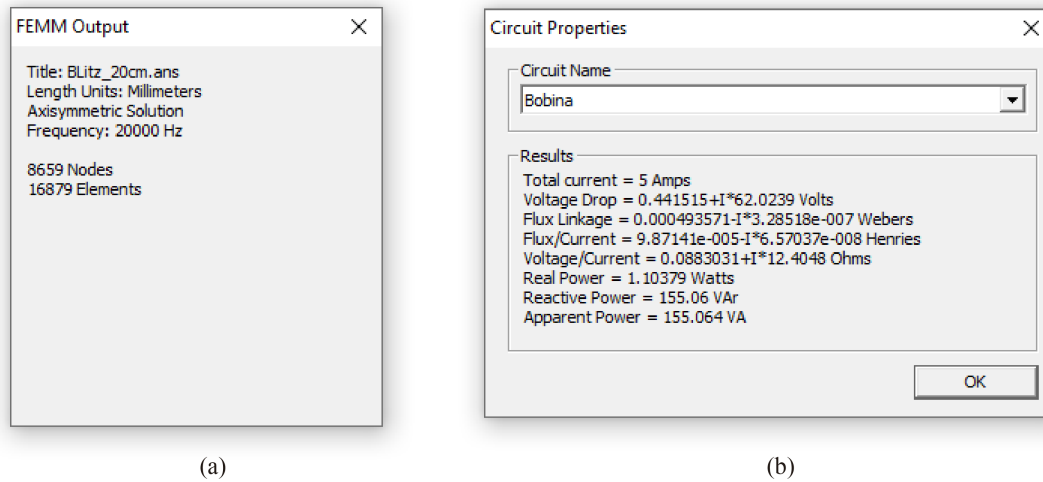 FEMM Output
Title: BLitz_20cm.ans
Length Units: Millimeters
Axisymmetric Solution
Frequency: 20000 Hz
8659 Nodes
16879 Elements
(a)
Circuit Properties
Circuit Name
Bobina
Results
Total current = 5 Amps
Voltage Drop = 0.441515+I*62.0239 Volts
Flux Linkage = 0.000493571-I*3.28518e-007 Webers
Flux/Current = 9.87141e-005-I*6.57037e-008 Henries
Voltage/Current = 0.0883031+I*12.4048 Ohms
Real Power = 1.10379 Watts
Reactive Power = 155.06 VAr
Apparent Power = 155.064 VA
OK
(b)